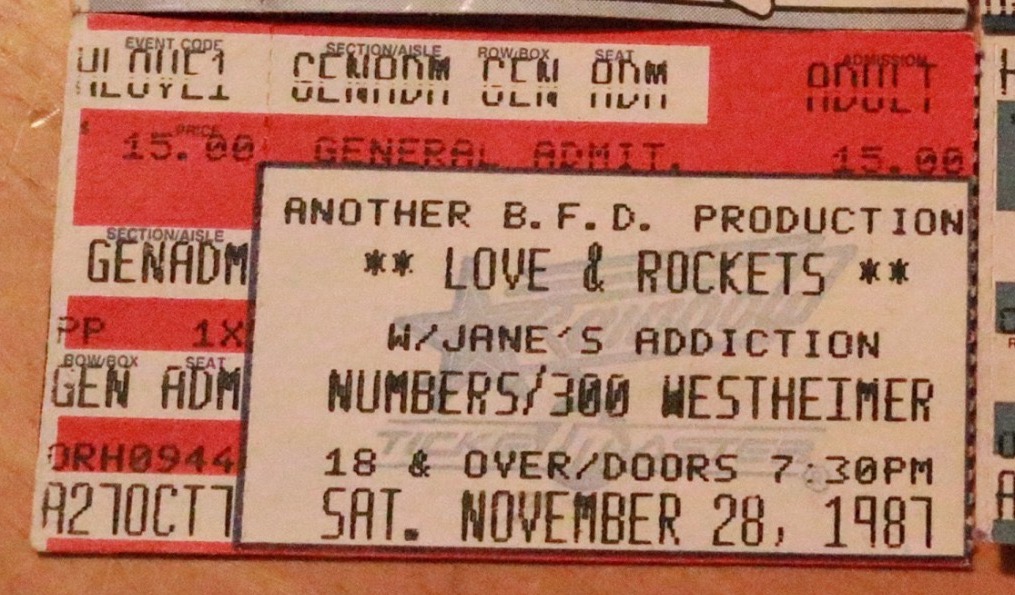 EVENT CODE SECTION/AISLE ROW/BOX SEAT ADMISSION
GENADM GEN ADM ADULT
$ PRICE
15.00 GENERAL ADMIT. 15.00
ANOTHER B.F.D. PRODUCTION
SECTION/AISLE
GENADM ** LOVE & ROCKETS **
PP 1X W/JANE'S ADDICTION
ROW/BOX SEAT
GEN ADM NUMBERS/300 WESTHEIMER
TICKETMASTER®
ORH0944 18 & OVER/DOORS 7:30PM
A27OCT7 SAT. NOVEMBER 28, 1987